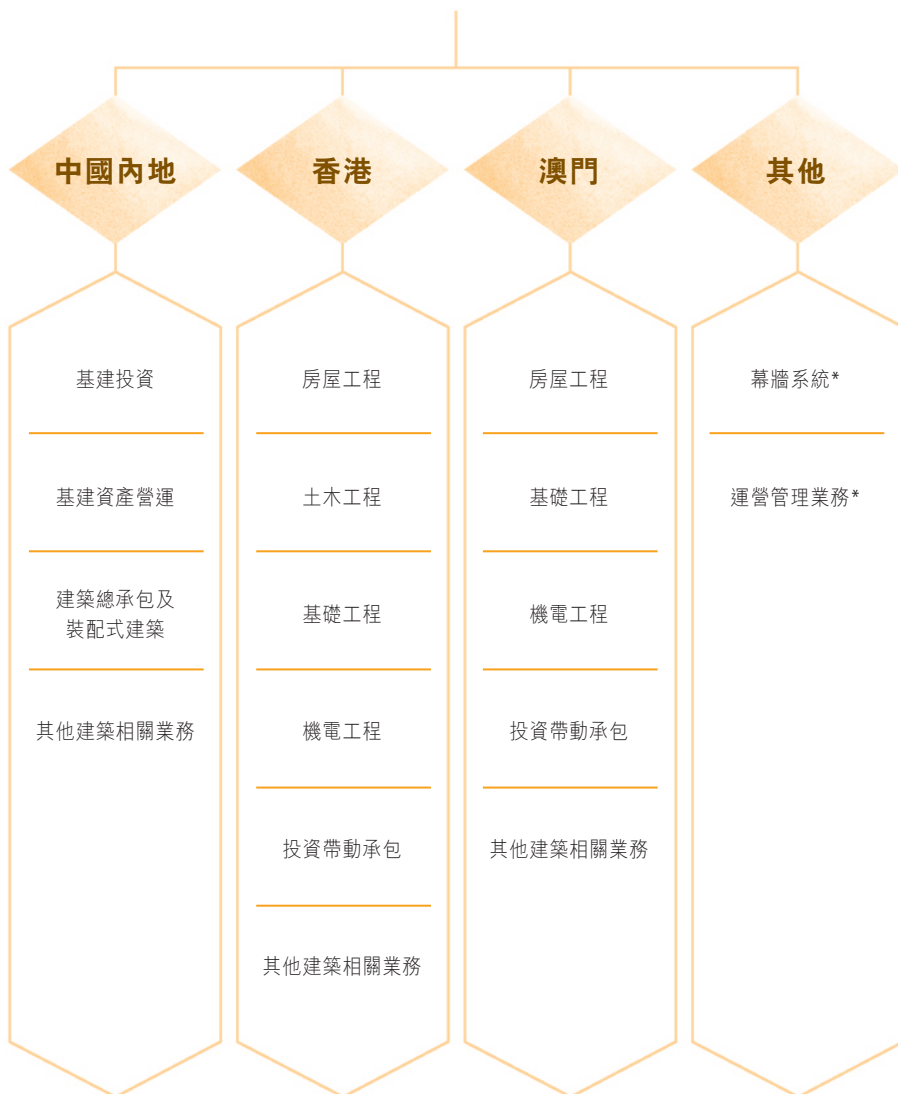 中國內地
基建投資
基建資產營運
建築總承包及
裝配式建築
其他建築相關業務
香港
房屋工程
土木工程
基礎工程
機電工程
投資帶動承包
其他建築相關業務
澳門
房屋工程
基礎工程
機電工程
投資帶動承包
其他建築相關業務
其他
幕牆系統*
運營管理業務*